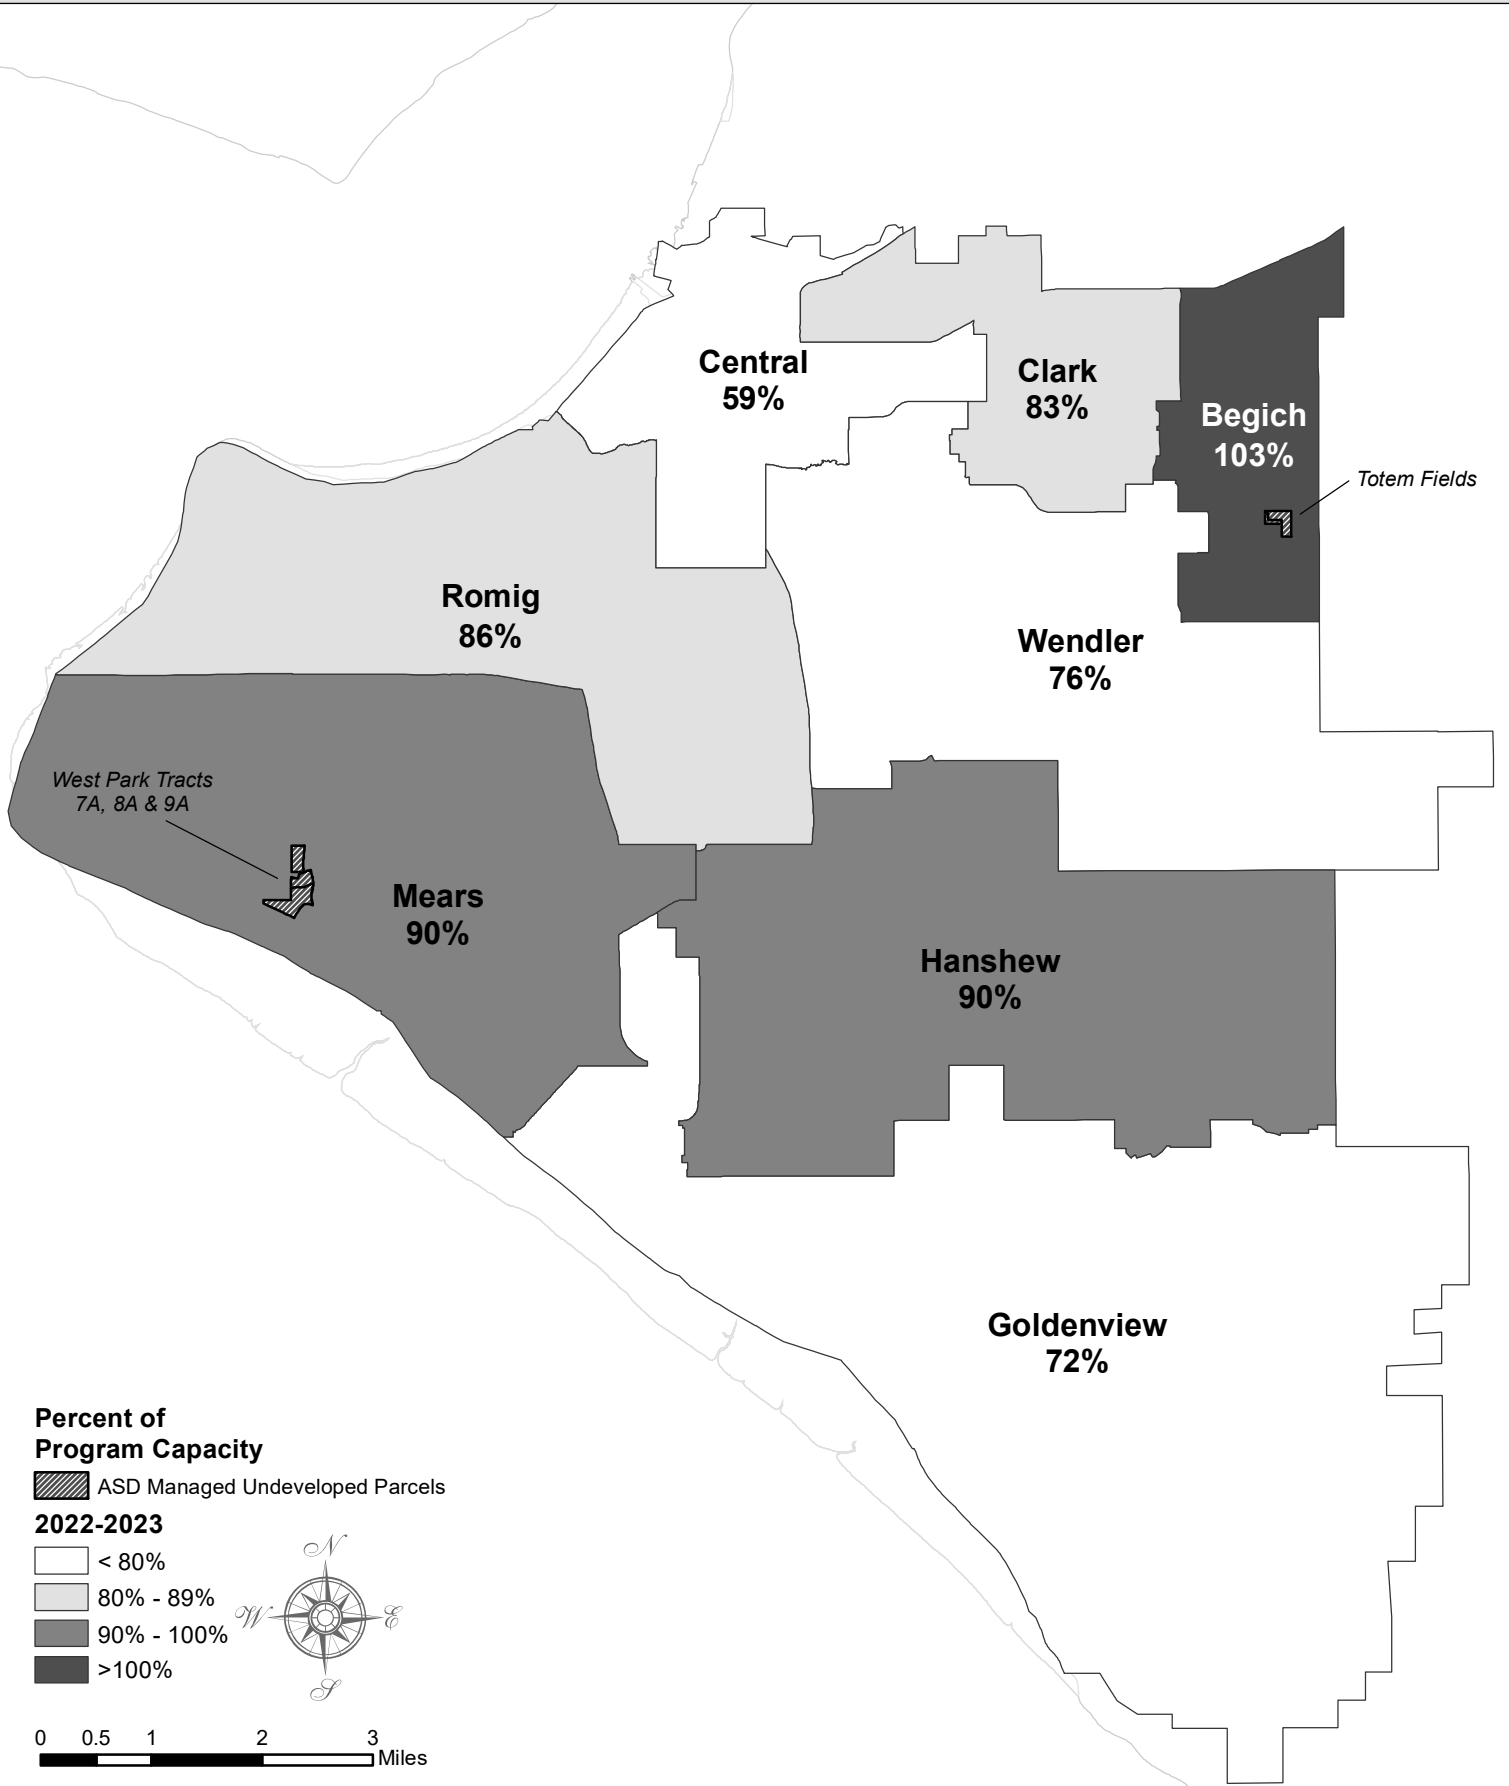 Central
59%
Clark
83%
Begich
103%
Totem Fields
Romig
86%
Wendler
76%
West Park Tracts
7A, 8A & 9A
Mears
90%
Hanshew
90%
Goldenview
72%
Percent of
Program Capacity
ASD Managed Undeveloped Parcels
2022-2023
< 80%
80% - 89%
90% - 100%
>100%
N
W
E
S
0 0.5 1 2 3
Miles